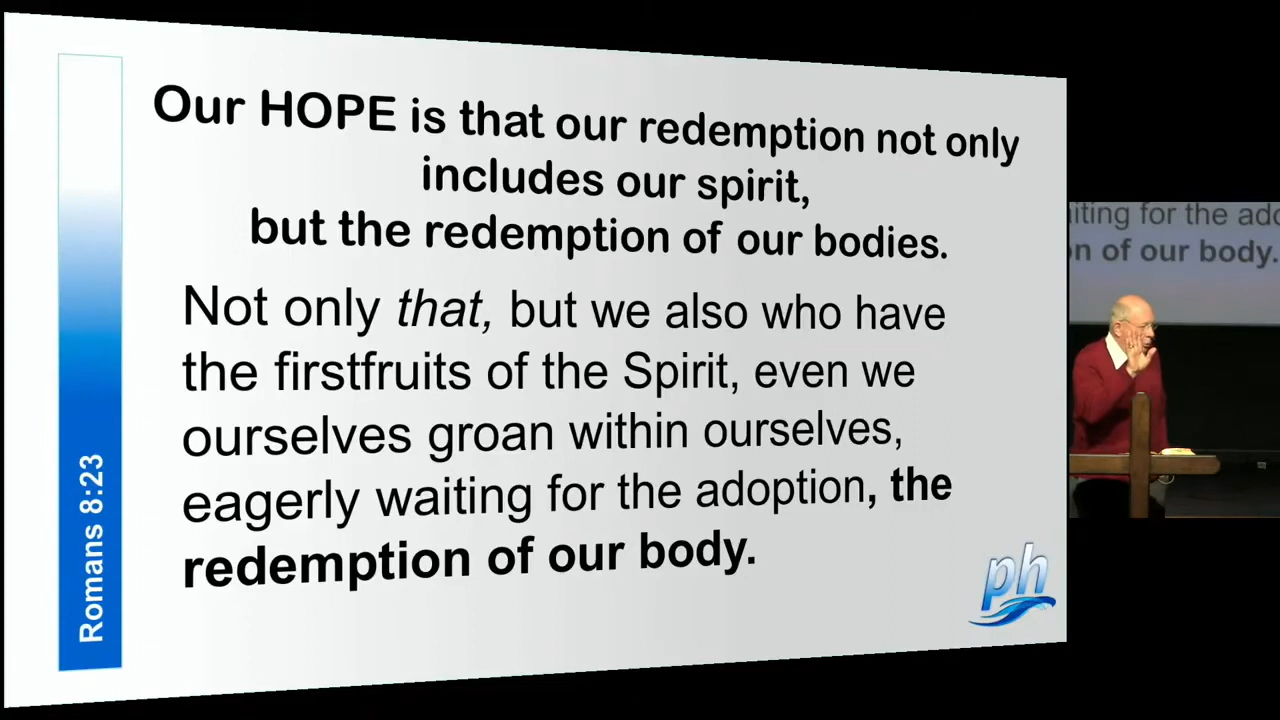 Our HOPE is that our redemption not only
includes our spirit,
but the redemption of our bodies.
Not only that, but we also who have
the firstfruits of the Spirit, even we
ourselves groan within ourselves,
eagerly waiting for the adoption, the
redemption of our body.
Romans 8:23
ph
iting for the
of our body.